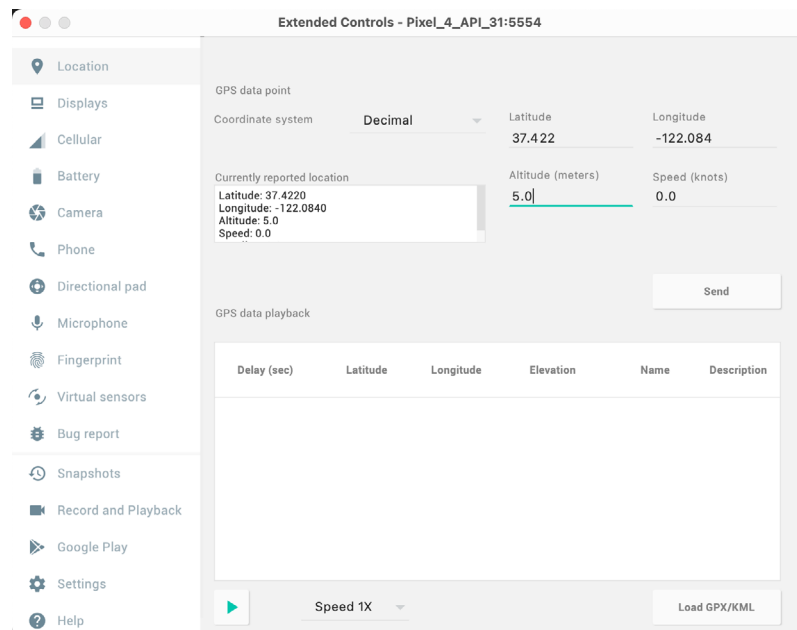 Extended Controls - Pixel_4_API_31:5554
Location
Displays
Cellular
Battery
Camera
Phone
Directional pad
Microphone
Fingerprint
Virtual sensors
Bug report
Snapshots
Record and Playback
Google Play
Settings
Help
GPS data point
Coordinate system
Decimal
Latitude
37.422
Longitude
-122.084
Currently reported location
Latitude: 37.4220
Longitude: -122.0840
Altitude: 5.0
Speed: 0.0
Altitude (meters)
5.0
Speed (knots)
0.0
Send
GPS data playback
Delay (sec) Latitude Longitude Elevation Name Description
Speed 1X
Load GPX/KML